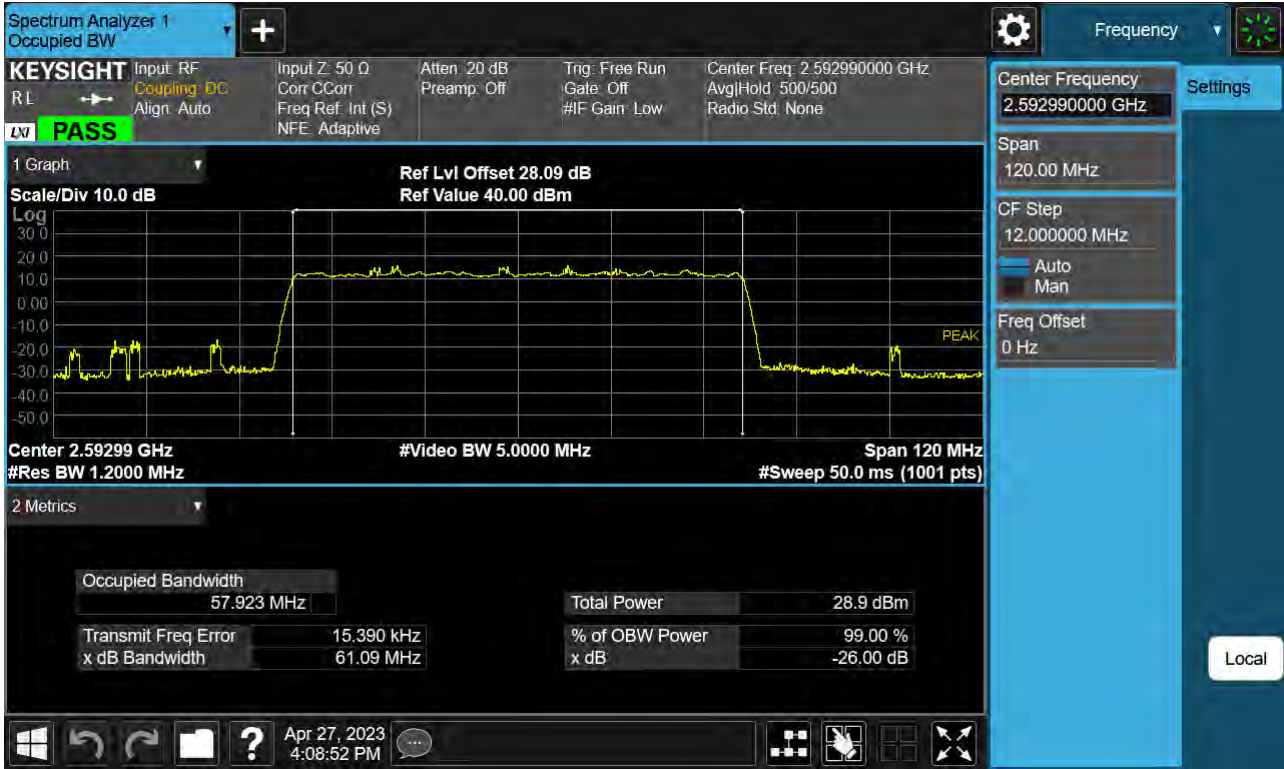 Spectrum Analyzer 1
Occupied BW
Frequency
KEYSIGHT
R L
LXI
PASS
Input: RF
Coupling: DC
Align: Auto
Input Z: 50 Ω
Corr CCorr
Freq Ref: Int (S)
NFE: Adaptive
Atten: 20 dB
Preamp: Off
Trig: Free Run
Gate: Off
#IF Gain: Low
Center Freq: 2.592990000 GHz
Avg|Hold: 500/500
Radio Std: None
1 Graph
Scale/Div 10.0 dB
Ref Lvl Offset 28.09 dB
Ref Value 40.00 dBm
Log
30.0
20.0
10.0
0.00
-10.0
-20.0
-30.0
-40.0
-50.0
PEAK
Center 2.59299 GHz
#Video BW 5.0000 MHz
Span 120 MHz
#Res BW 1.2000 MHz
#Sweep 50.0 ms (1001 pts)
2 Metrics
Occupied Bandwidth
57.923 MHz
Total Power 28.9 dBm
Transmit Freq Error 15.390 kHz
% of OBW Power 99.00 %
x dB Bandwidth 61.09 MHz
x dB -26.00 dB
Apr 27, 2023
4:08:52 PM
Center Frequency
2.592990000 GHz
Settings
Span
120.00 MHz
CF Step
12.000000 MHz
Auto
Man
Freq Offset
0 Hz
Local